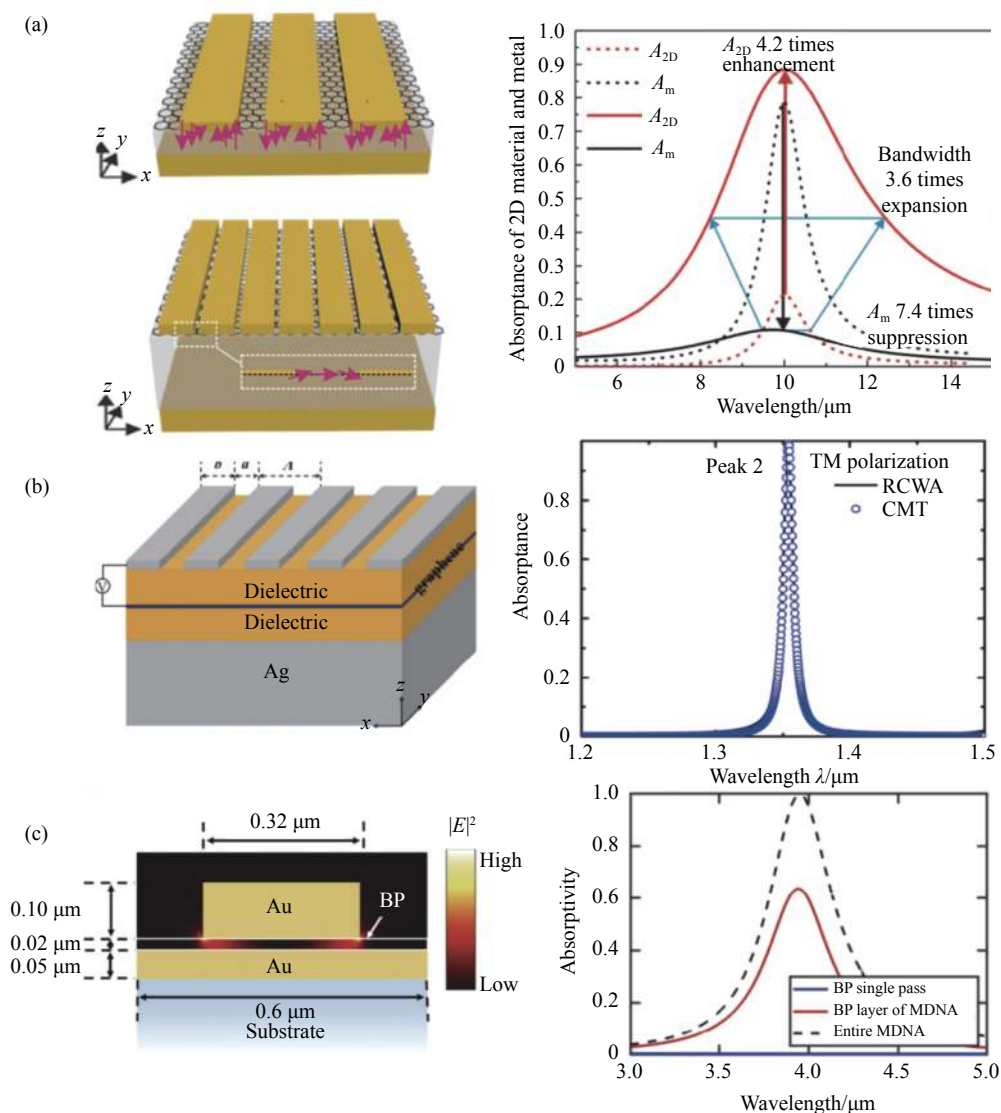 (a)
z
y
x
z
y
x
A2D
Am
A2D
Am
A2D 4.2 times
enhancement
Bandwidth
3.6 times
expansion
Am 7.4 times
suppression
Absorptance of 2D material and metal
1.0
0.9
0.8
0.7
0.6
0.5
0.4
0.3
0.2
0.1
0
6
8
10
12
14
Wavelength/μm
(b)
b
a
Λ
V
Dielectric
graphene
Dielectric
Ag
z
y
x
Peak 2
TM polarization
RCWA
CMT
Absorptance
0.8
0.6
0.4
0.2
0
1.2
1.3
1.4
1.5
Wavelength λ/μm
(c)
0.32 μm
|E|²
High
BP
Low
0.10 μm
0.02 μm
0.05 μm
Au
Au
0.6 μm
Substrate
Absorptivity
1.0
0.8
0.6
0.4
0.2
0
BP single pass
BP layer of MDNA
Entire MDNA
3.0
3.5
4.0
4.5
5.0
Wavelength/μm